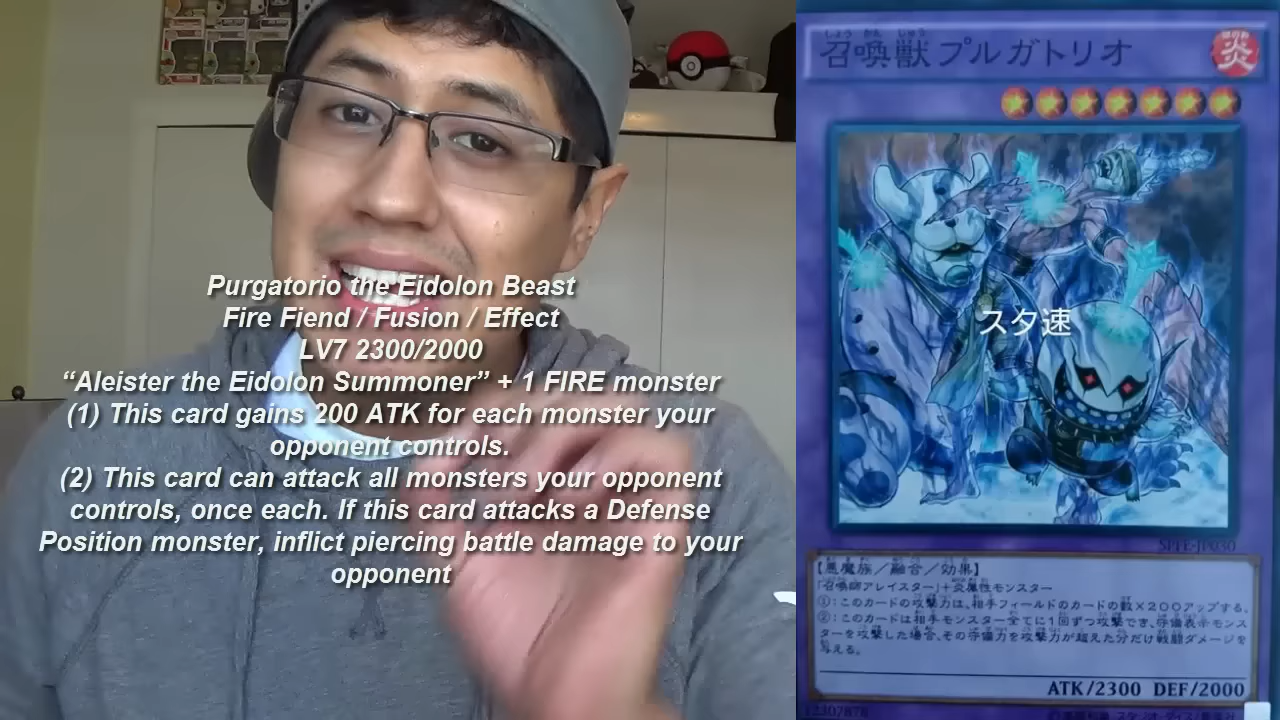 Purgatorio the Eidolon Beast
Fire Fiend / Fusion / Effect
LV7 2300/2000
“Aleister the Eidolon Summoner” + 1 FIRE monster
(1) This card gains 200 ATK for each monster your
opponent controls.
(2) This card can attack all monsters your opponent
controls, once each. If this card attacks a Defense
Position monster, inflict piercing battle damage to your
opponent
召喚獣プルガトリオ
炎
スタ速
SPFE-JP030
【悪魔族／融合／効果】
「召喚師アレイスター」＋炎属性モンスター
①：このカードの攻撃力は、相手フィールドのカードの数×２００アップする。
②：このカードは相手モンスター全てに１回ずつ攻撃でき、守備表示モンス
ターを攻撃した場合、その守備力を攻撃力が超えた分だけ戦闘ダメージを
与える。
ATK/2300 DEF/2000
12307878